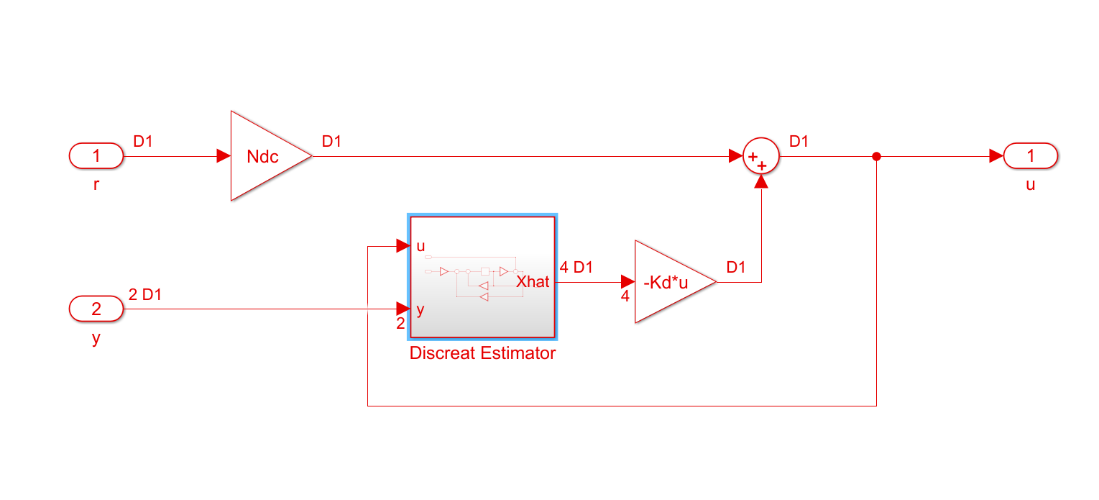 D1
D1
D1
1
Ndc
1
r
u
u
4 D1
D1
2 D1
Xhat
-Kd*u
4
2
y
2
y
Discreat Estimator